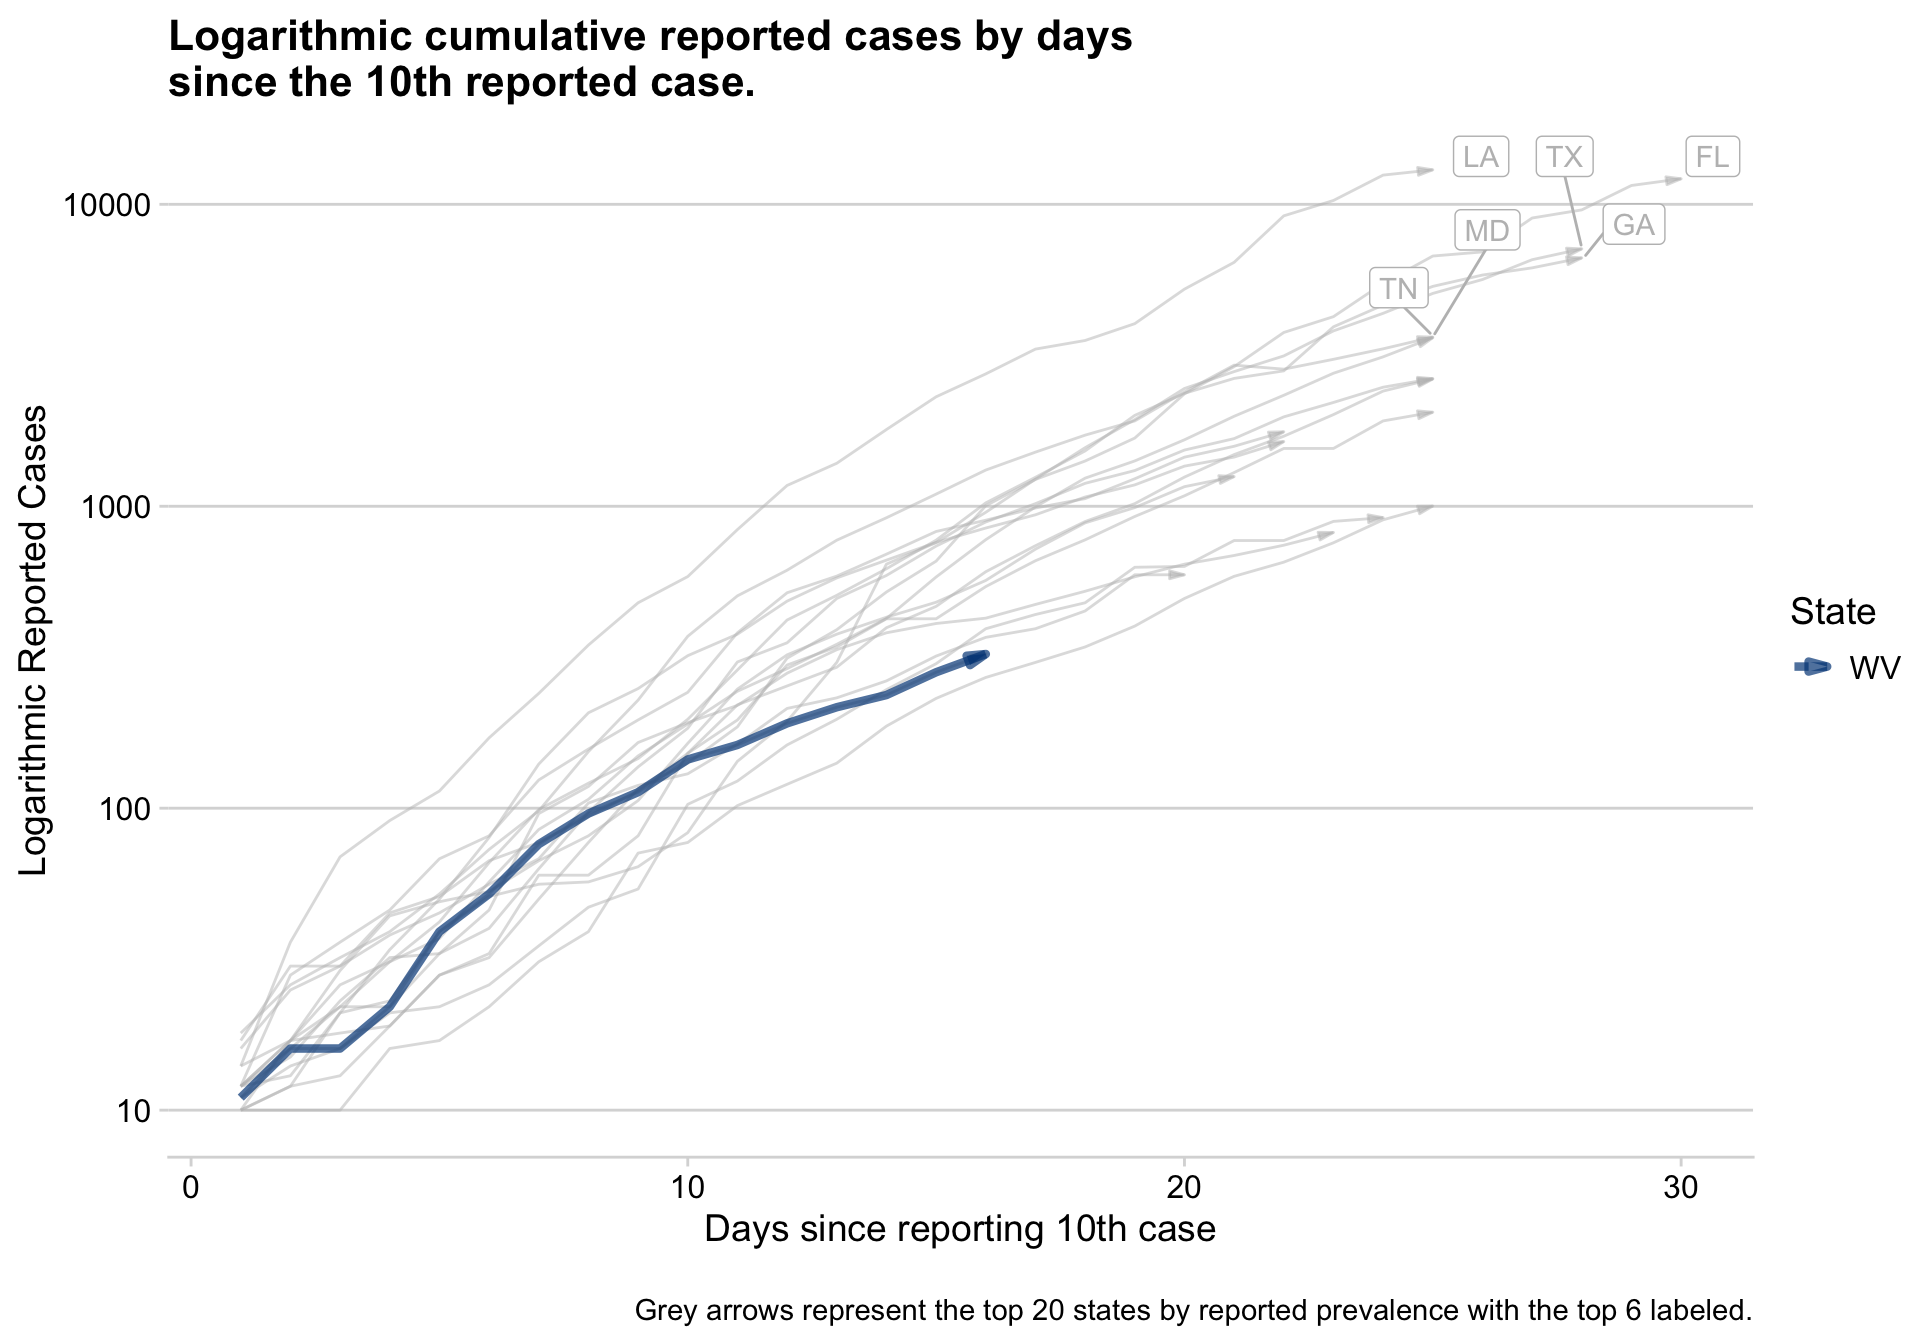 Logarithmic cumulative reported cases by days
since the 10th reported case.
LA
TX
FL
10000
MD
GA
TN
Logarithmic Reported Cases
1000
State
WV
100
10
0
10
20
30
Days since reporting 10th case
Grey arrows represent the top 20 states by reported prevalence with the top 6 labeled.